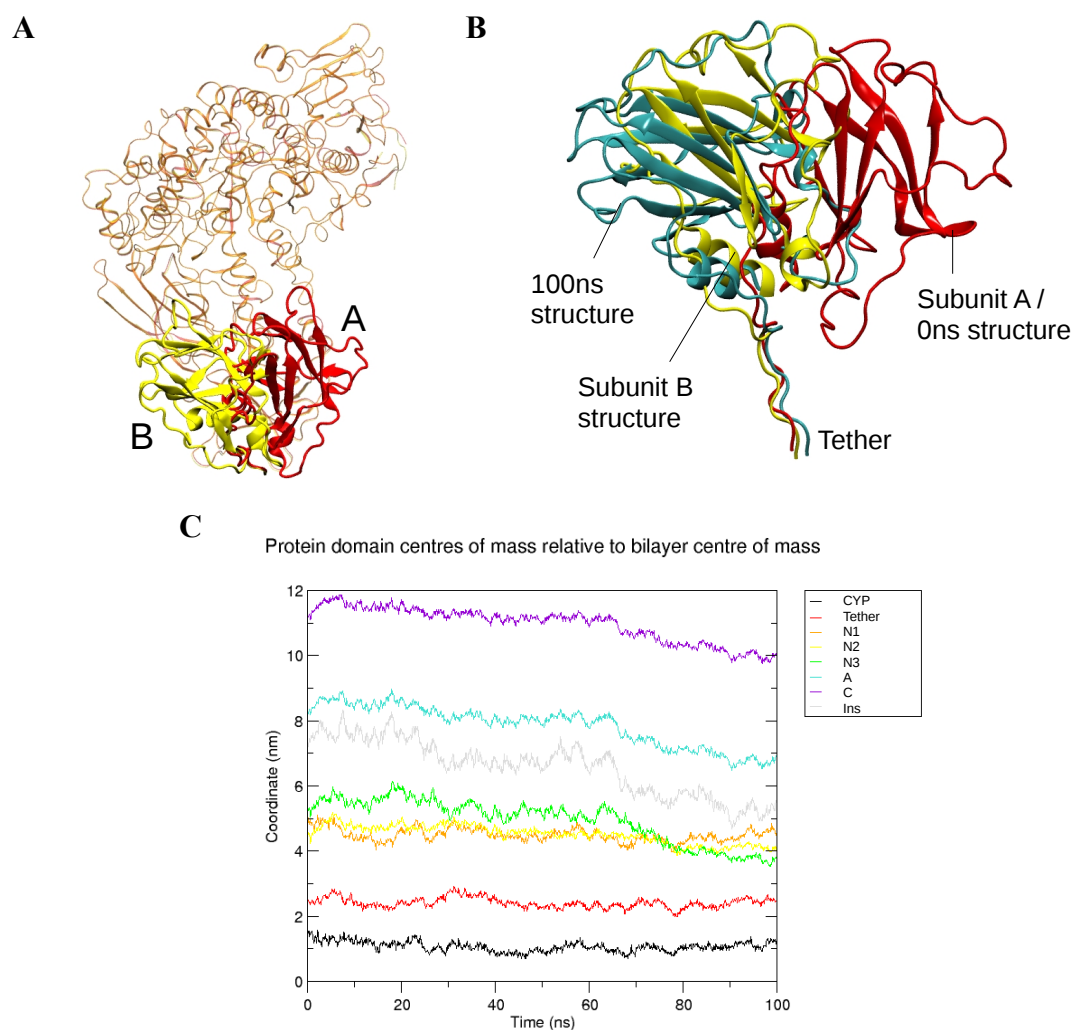 A
B
A
B
100ns
structure
Subunit B
structure
Subunit A /
0ns structure
Tether
C
Protein domain centres of mass relative to bilayer centre of mass
Coordinate (nm)
12
10
8
6
4
2
0
0 20 40 60 80 100
Time (ns)
CYP
Tether
N1
N2
N3
A
C
Ins